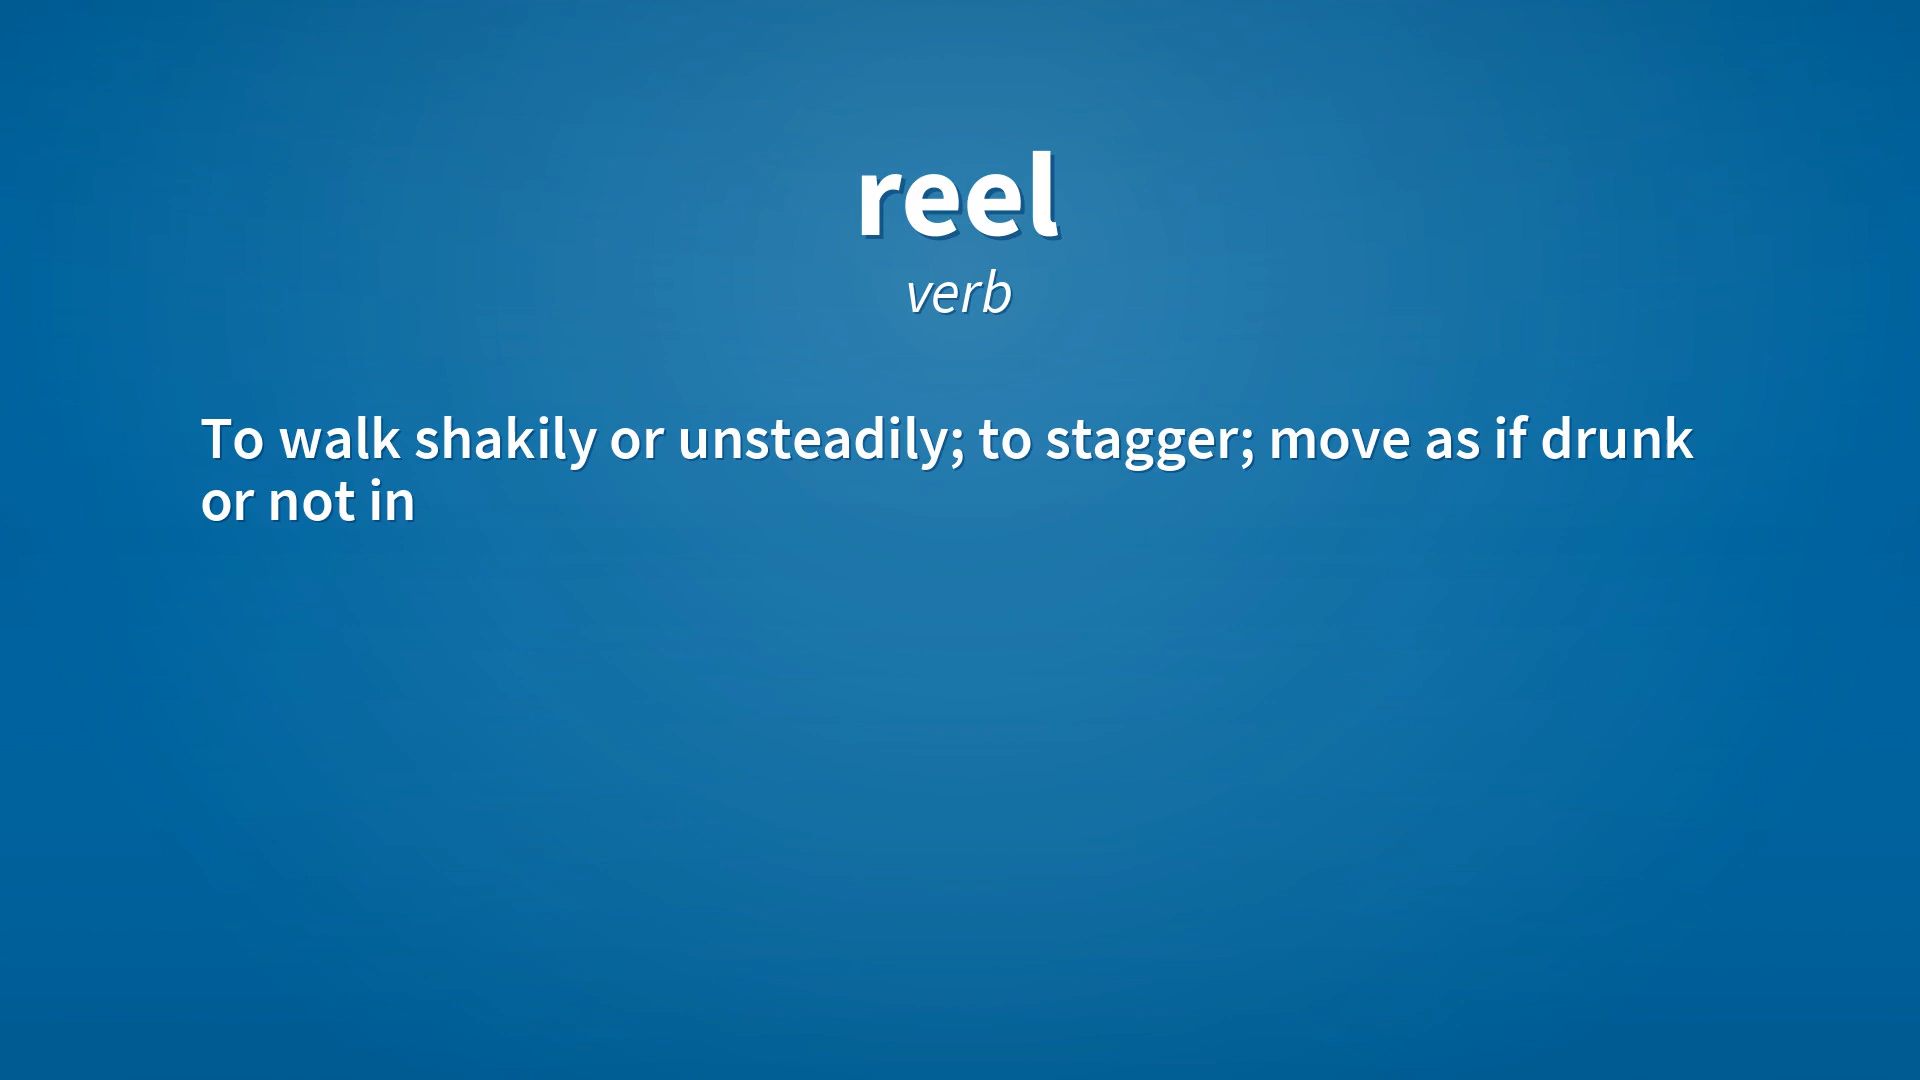 reel
verb
To walk shakily or unsteadily; to stagger; move as if drunk
or not in